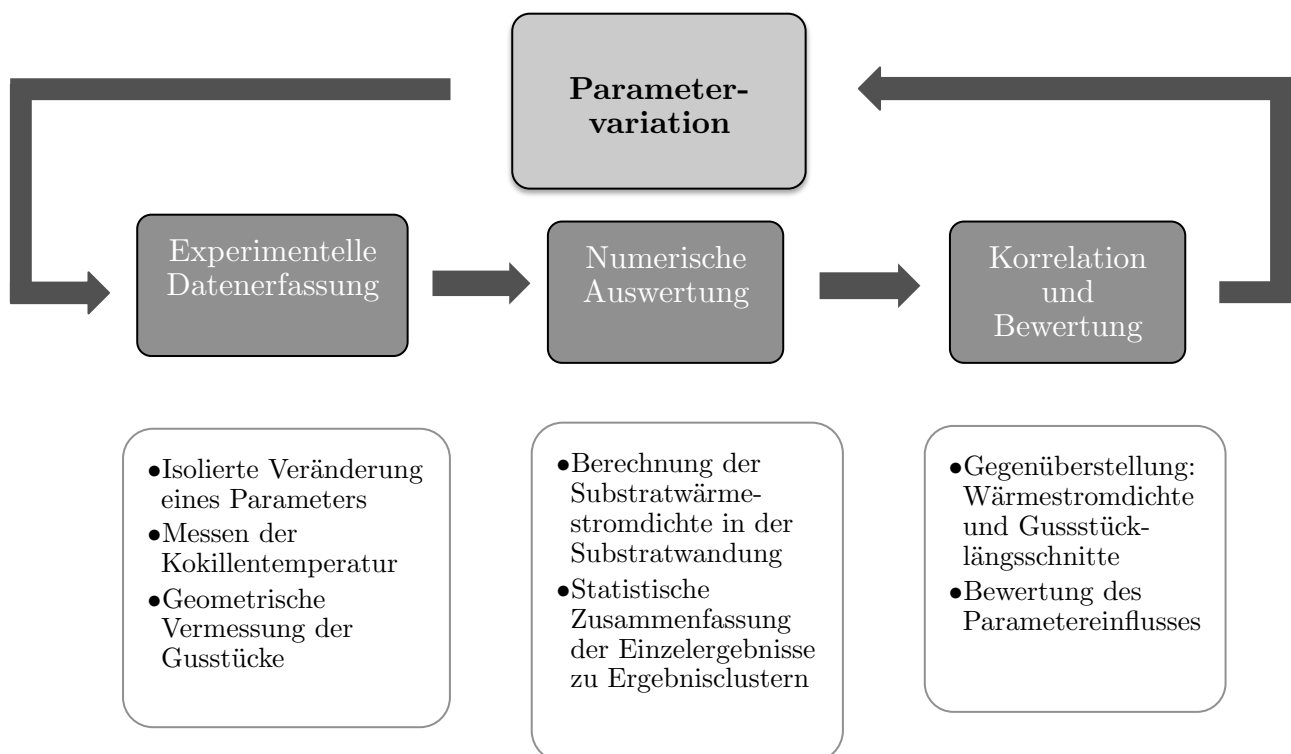 Parameter-
variation
Experimentelle
Datenerfassung
Numerische
Auswertung
Korrelation
und
Bewertung
•Isolierte Veränderung
eines Parameters
•Messen der
Kokillentemperatur
•Geometrische
Vermessung der
Gusstücke
•Berechnung der
Substratwärme-
stromdichte in der
Substratwandung
•Statistische
Zusammenfassung
der Einzelergebnisse
zu Ergebnisclustern
•Gegenüberstellung:
Wärmestromdichte
und Gussstück-
längsschnitte
•Bewertung des
Parametereinflusses